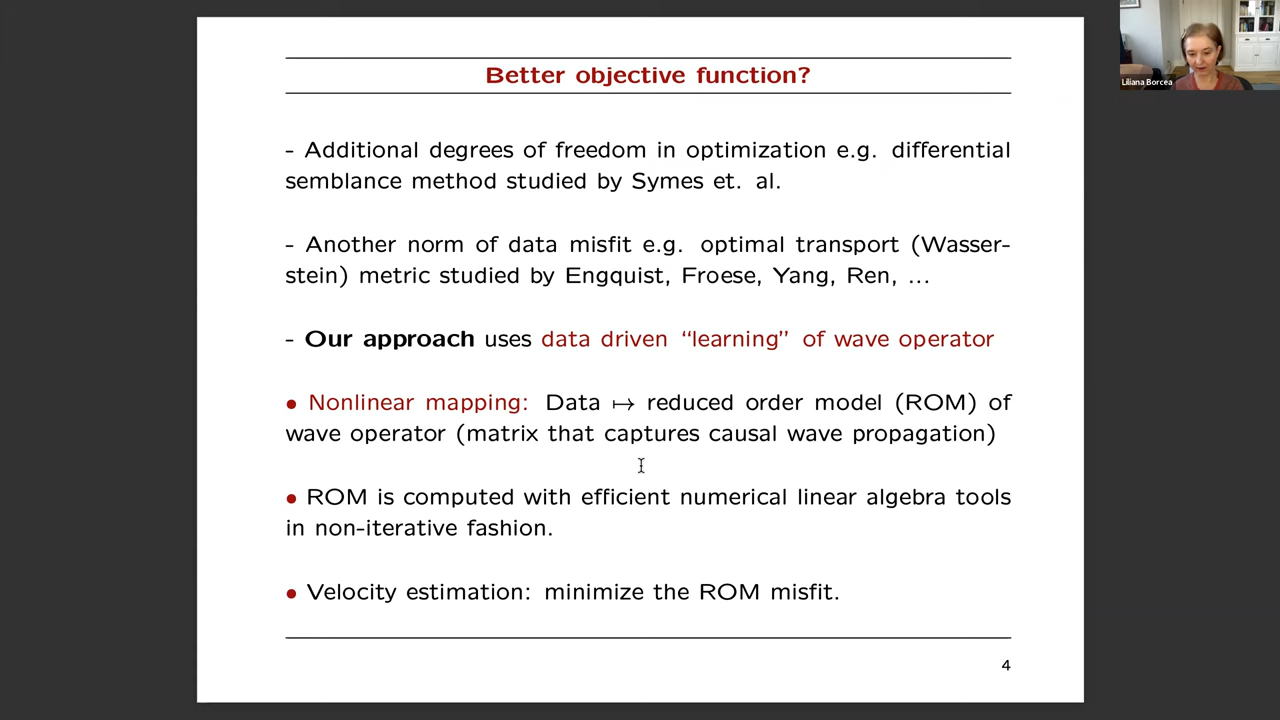 Better objective function?
- Additional degrees of freedom in optimization e.g. differential
semblance method studied by Symes et. al.
- Another norm of data misfit e.g. optimal transport (Wasser-
stein) metric studied by Engquist, Froese, Yang, Ren, ...
- Our approach uses data driven “learning” of wave operator
• Nonlinear mapping: Data ↦ reduced order model (ROM) of
wave operator (matrix that captures causal wave propagation)
• ROM is computed with efficient numerical linear algebra tools
in non-iterative fashion.
• Velocity estimation: minimize the ROM misfit.
4
Liliana Borcea